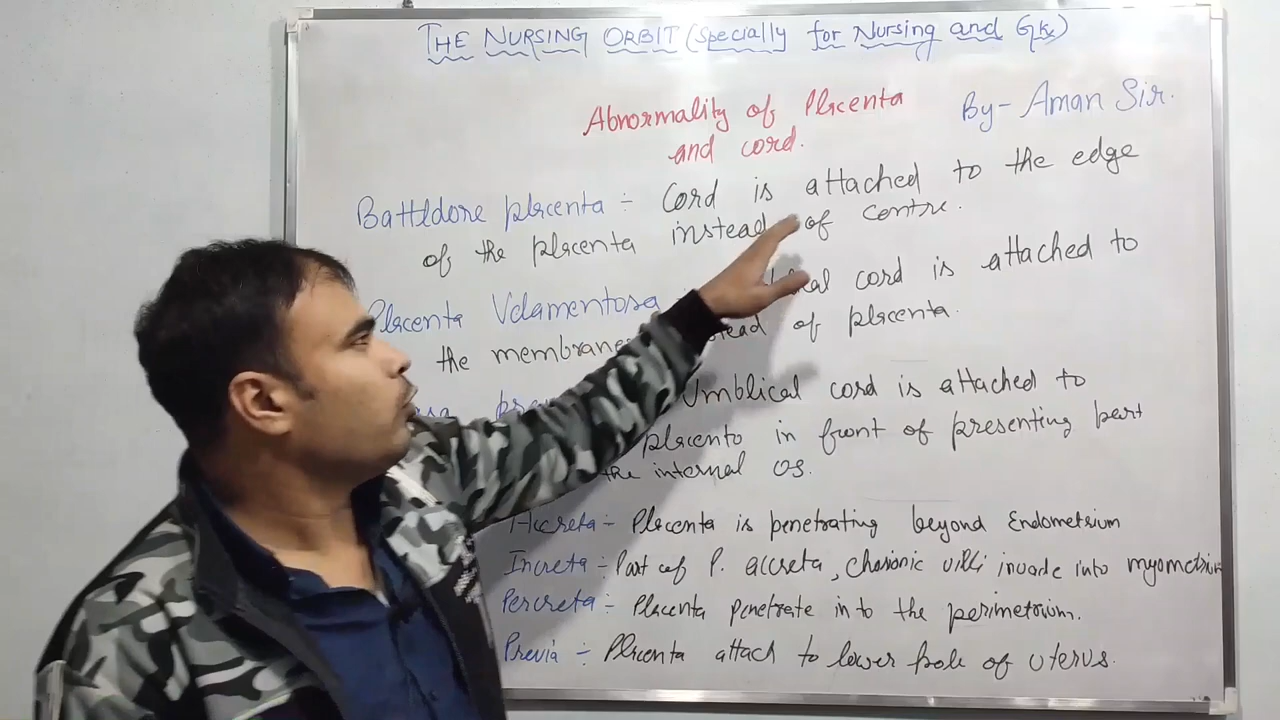 THE NURSING ORBIT (Specially for Nursing and GK)
Abnormality of Placenta
and cord.
By- Aman Sir.
Battledore placenta ÷ Cord is attached to the edge
of the placenta instead of centre.
Placenta Velamentosa cord is attached to
the membranes of placenta.
Umblical cord is attached to
placenta in front of presenting part
the internal os.
Accreta ÷ Placenta is penetrating beyond Endometrium
Increta ÷ Part of P. accreta, chorionic villi invade into myometrium
Percreta ÷ Placenta penetrate in to the perimetrium.
Previa ÷ Placenta attach to lower pole of uterus.